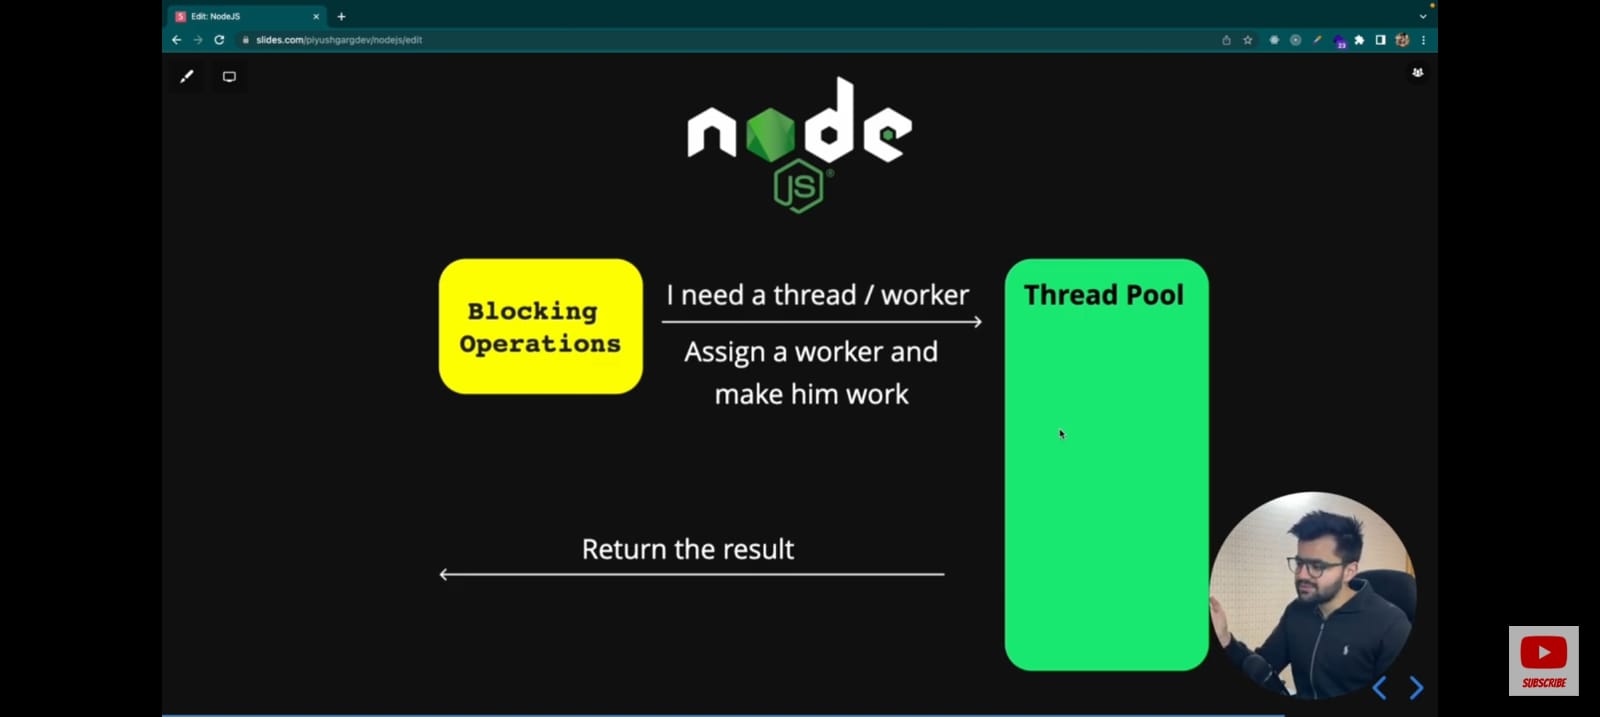 Edit: NodeJS
slides.com/piyushgargdev/nodejs/edit
23
node
JS
Blocking
Operations
I need a thread / worker
Assign a worker and
make him work
Thread Pool
Return the result
SUBSCRIBE